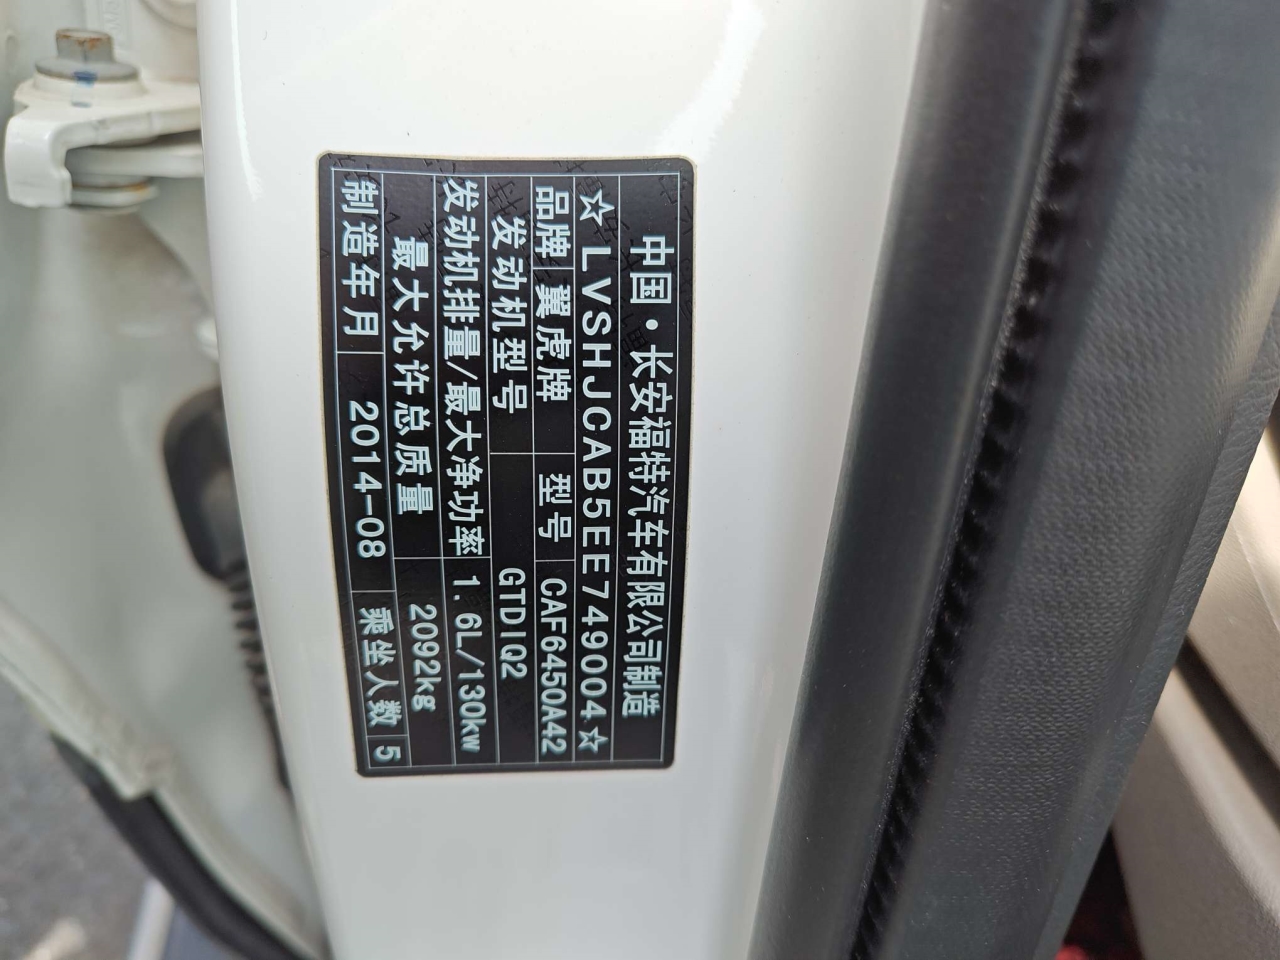 中国·长安福特汽车有限公司制造
☆LVSHJCAB5EE749004☆
品牌 翼虎牌 型号 CAF6450A42
发动机型号 GTDIQ2
发动机排量/最大净功率 1.6L/130kw
最大允许总质量 2092kg
制造年月 2014-08 乘坐人数 5